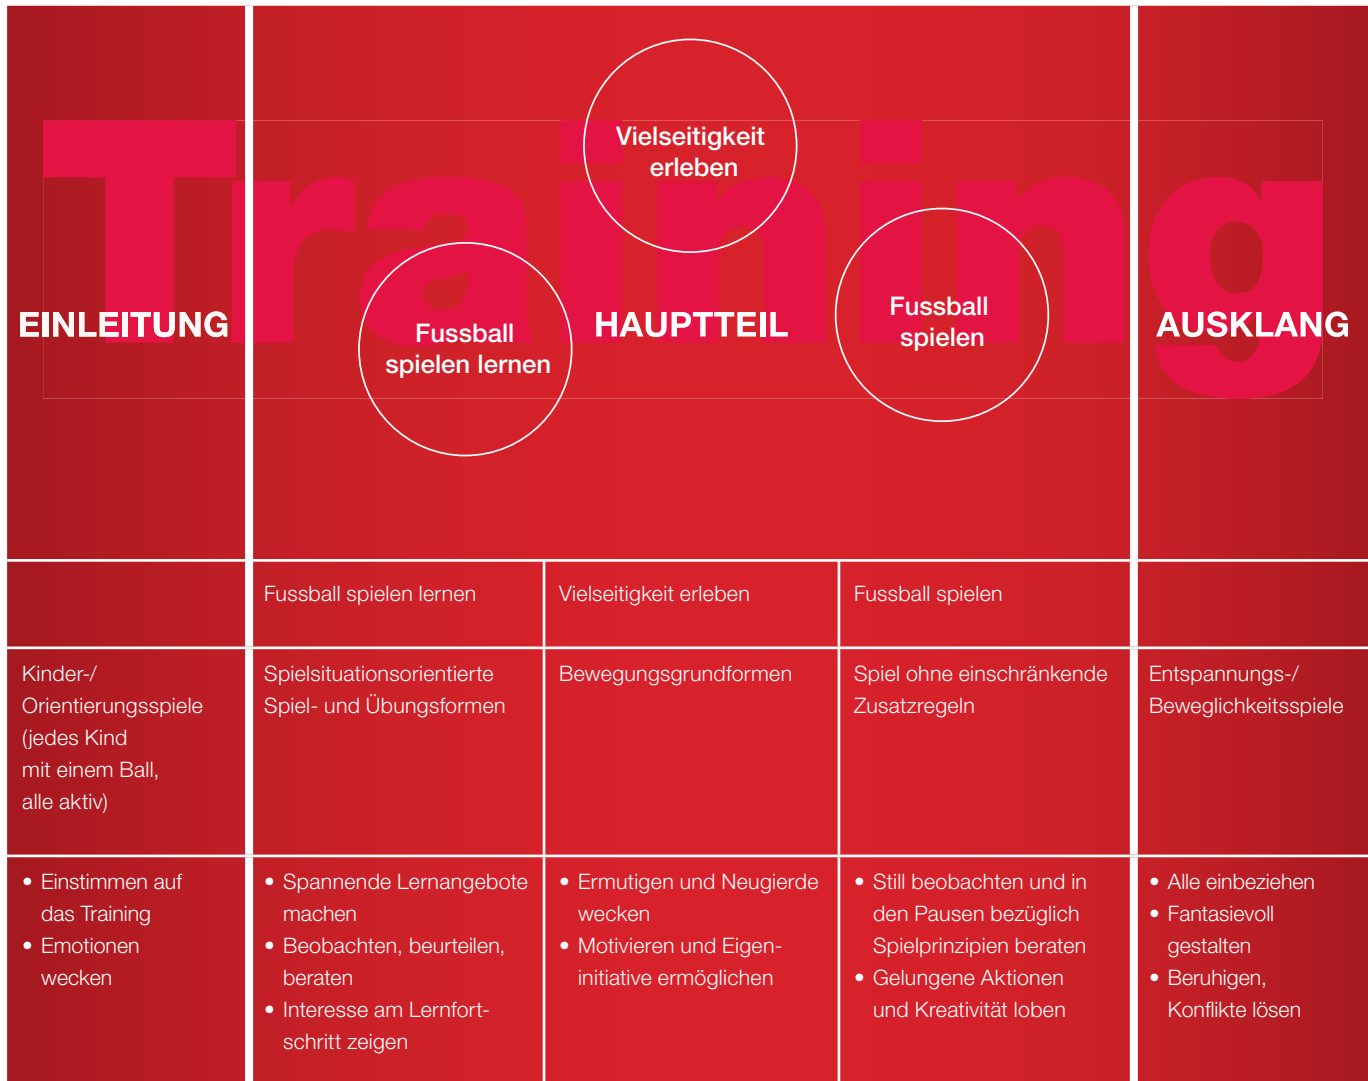 Training
Vielseitigkeit
erleben
EINLEITUNG
Fussball
spielen lernen
HAUPTTEIL
Fussball
spielen
AUSKLANG
Fussball spielen lernen
Vielseitigkeit erleben
Fussball spielen
Kinder-/
Orientierungsspiele
(jedes Kind
mit einem Ball,
alle aktiv)
Spielsituationsorientierte
Spiel- und Übungsformen
Bewegungsgrundformen
Spiel ohne einschränkende
Zusatzregeln
Entspannungs-/
Beweglichkeitsspiele
• Einstimmen auf
das Training
• Emotionen
wecken
• Spannende Lernangebote
machen
• Beobachten, beurteilen,
beraten
• Interesse am Lernfort-
schritt zeigen
• Ermutigen und Neugierde
wecken
• Motivieren und Eigen-
initiative ermöglichen
• Still beobachten und in
den Pausen bezüglich
Spielprinzipien beraten
• Gelungene Aktionen
und Kreativität loben
• Alle einbeziehen
• Fantasievoll
gestalten
• Beruhigen,
Konflikte lösen